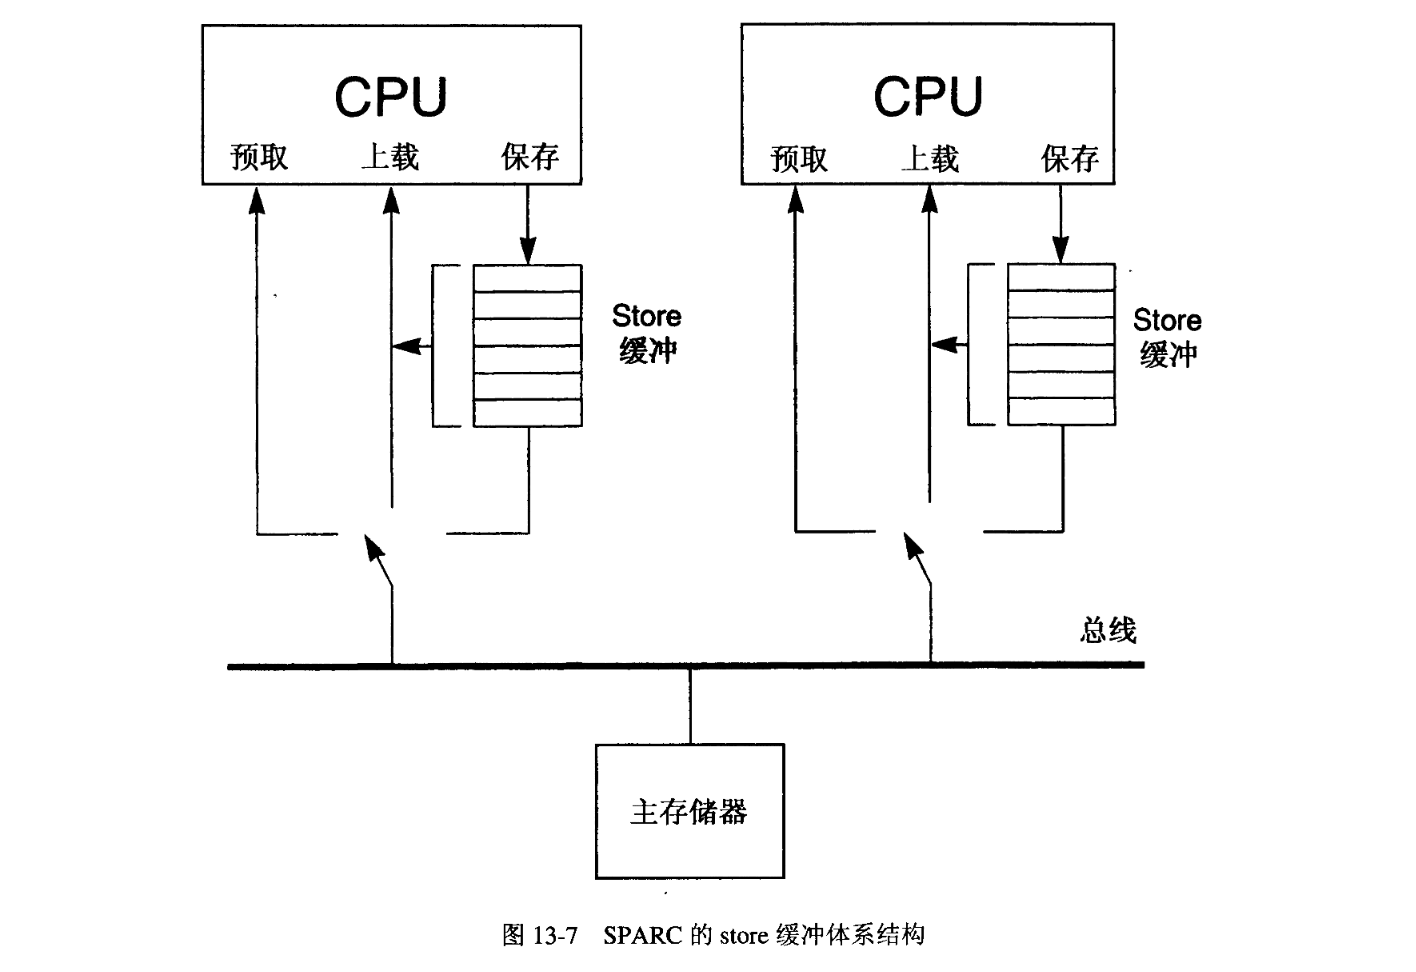 CPU
预取 上载 保存
CPU
预取 上载 保存
Store
缓冲
Store
缓冲
总线
主存储器
图 13-7 SPARC 的 store 缓冲体系结构